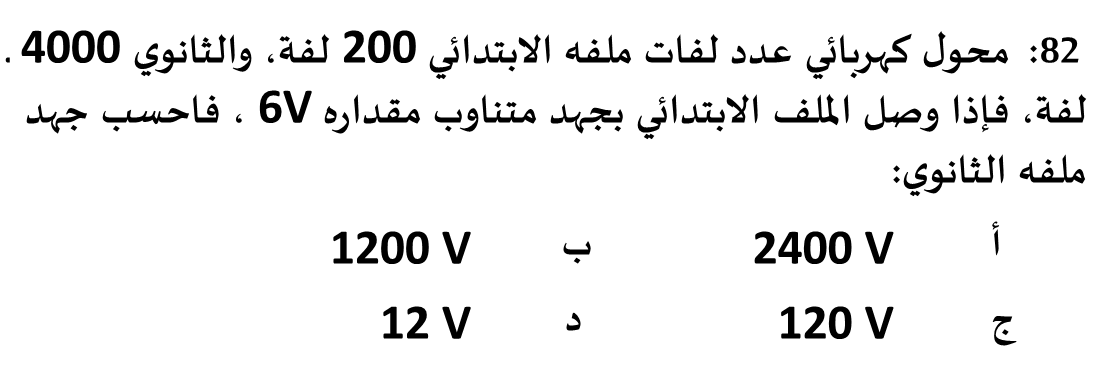 82: محول كهربائي عدد لفات ملفه الابتدائي 200 لفة، والثانوي 4000 .
لفة، فإذا وصل الملف الابتدائي بجهد متناوب مقداره 6V ، فاحسب جهد
ملفه الثانوي:
أ 2400 V ب 1200 V
ج 120 V د 12 V